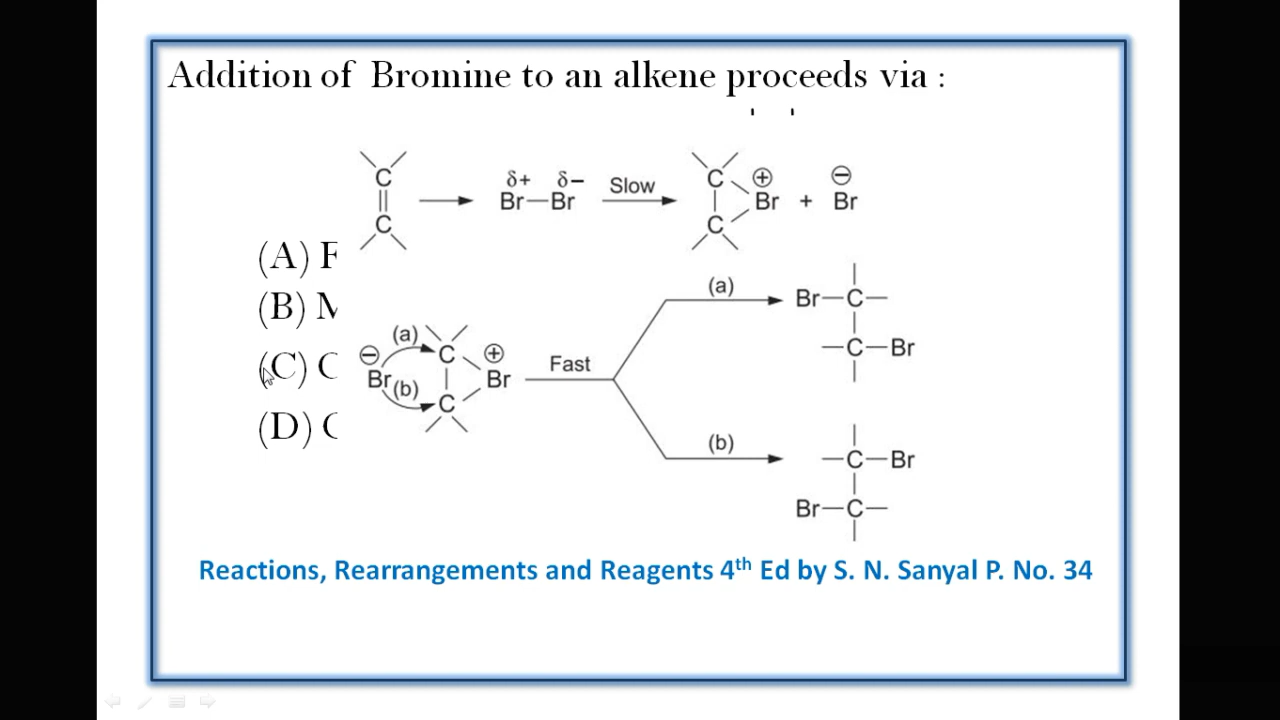 Addition of Bromine to an alkene proceeds via :
C
C
δ+ δ−
Br—Br
Slow
C
C
⊕
Br
+
⊖
Br
(A) F
(B)
(C) C
(D)
⊖
Br
(a)
(b)
C
C
⊕
Br
Fast
(a)
Br—C—
—C—Br
(b)
—C—Br
Br—C—
Reactions, Rearrangements and Reagents 4th Ed by S. N. Sanyal P. No. 34